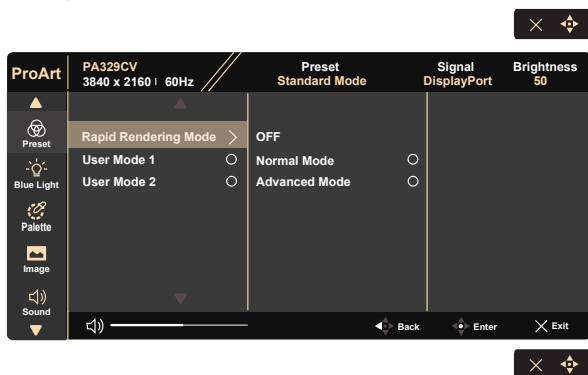 ProArt
PA329CV
3840 x 2160 | 60Hz
Preset
Standard Mode
Signal
DisplayPort
Brightness
50
Preset
Blue Light
Palette
Image
Sound
Rapid Rendering Mode
User Mode 1
User Mode 2
OFF
Normal Mode
Advanced Mode
Back
Enter
Exit